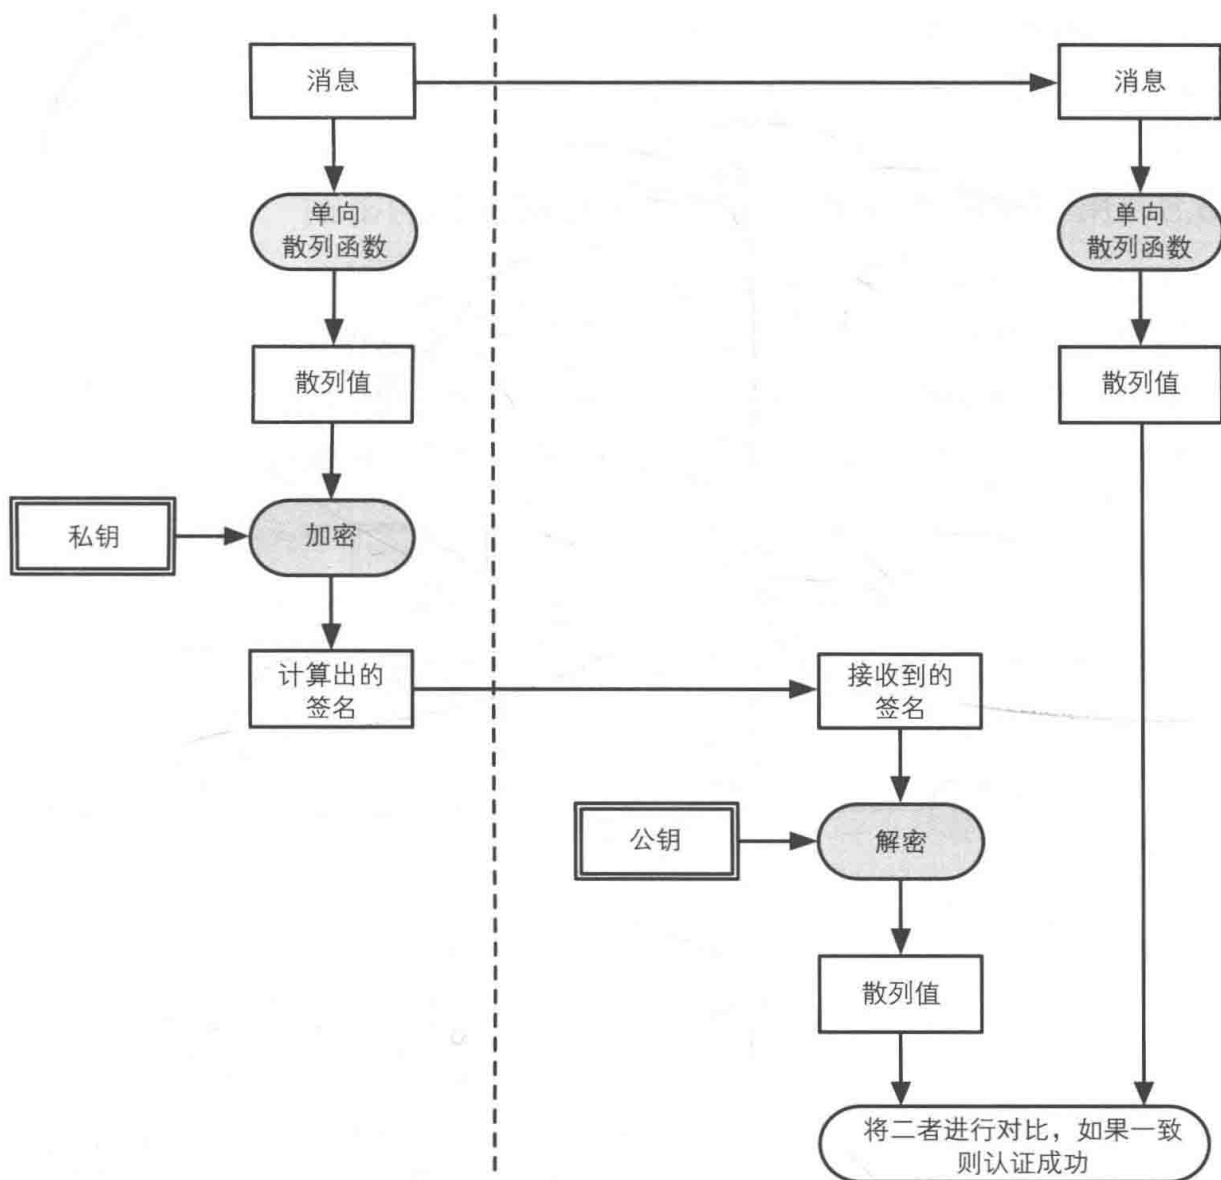 消息
消息
单向
散列函数
单向
散列函数
散列值
散列值
私钥
加密
计算出的
签名
接收到的
签名
公钥
解密
散列值
将二者进行对比，如果一致
则认证成功